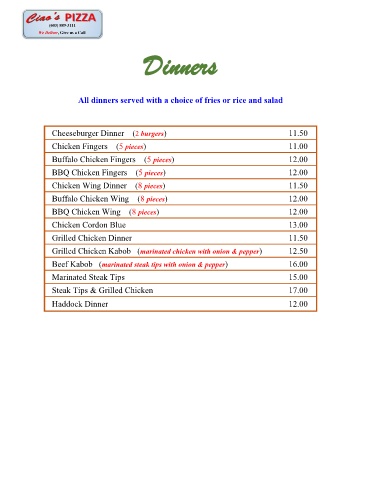 Ciao's PIZZA
(603) 889-3111
We Deliver, Give us a Call
Dinners
All dinners served with a choice of fries or rice and salad
Cheeseburger Dinner (2 burgers) 11.50
Chicken Fingers (5 pieces) 11.00
Buffalo Chicken Fingers (5 pieces) 12.00
BBQ Chicken Fingers (5 pieces) 12.00
Chicken Wing Dinner (8 pieces) 11.50
Buffalo Chicken Wing (8 pieces) 12.00
BBQ Chicken Wing (8 pieces) 12.00
Chicken Cordon Blue 13.00
Grilled Chicken Dinner 11.50
Grilled Chicken Kabob (marinated chicken with onion & pepper) 12.50
Beef Kabob (marinated steak tips with onion & pepper) 16.00
Marinated Steak Tips 15.00
Steak Tips & Grilled Chicken 17.00
Haddock Dinner 12.00